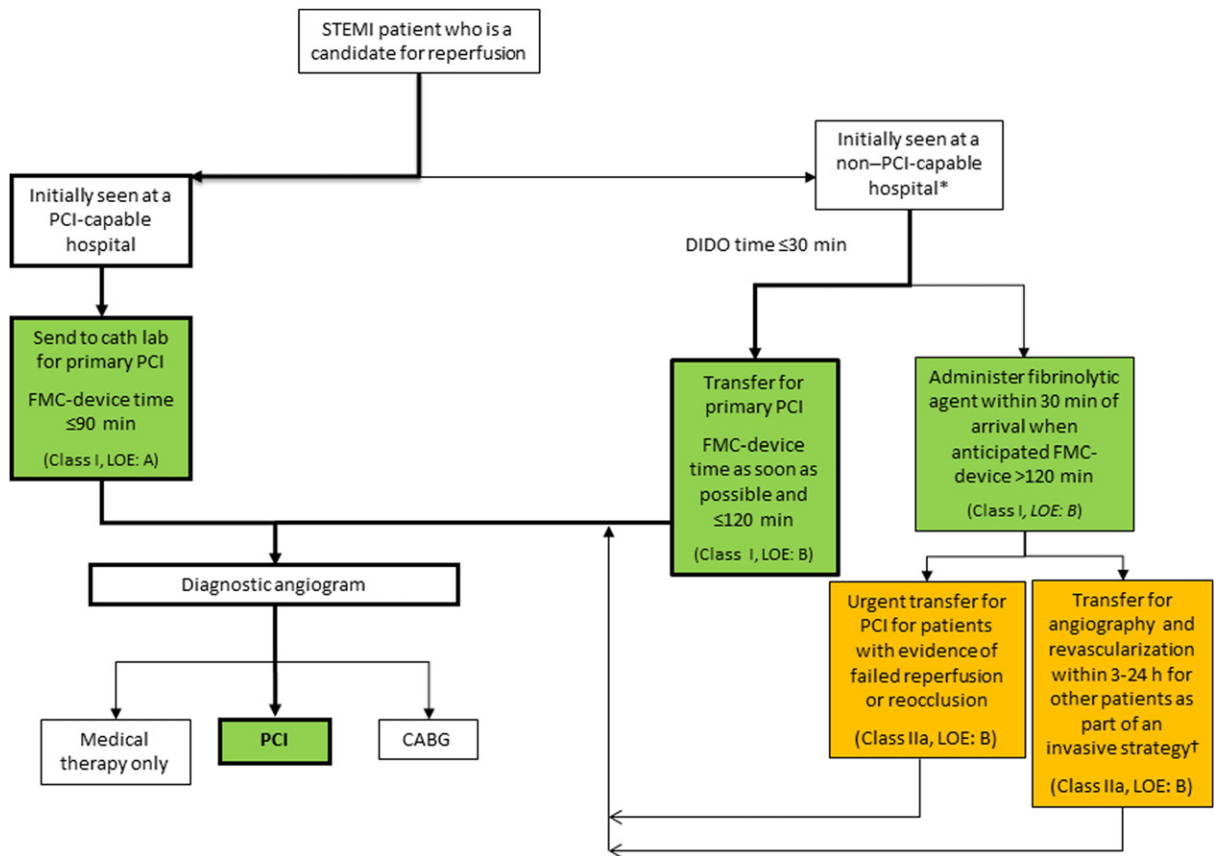 STEMI patient who is a
candidate for reperfusion
Initially seen at a
non–PCI-capable
hospital*
Initially seen at a
PCI-capable
hospital
DIDO time ≤30 min
Send to cath lab
for primary PCI
FMC-device time
≤90 min
(Class I, LOE: A)
Transfer for
primary PCI
FMC-device
time as soon as
possible and
≤120 min
(Class I, LOE: B)
Administer fibrinolytic
agent within 30 min of
arrival when
anticipated FMC-
device >120 min
(Class I, LOE: B)
Diagnostic angiogram
Urgent transfer for
PCI for patients
with evidence of
failed reperfusion
or reocclusion
(Class IIa, LOE: B)
Transfer for
angiography and
revascularization
within 3-24 h for
other patients as
part of an
invasive strategy†
(Class IIa, LOE: B)
Medical
therapy only
PCI
CABG